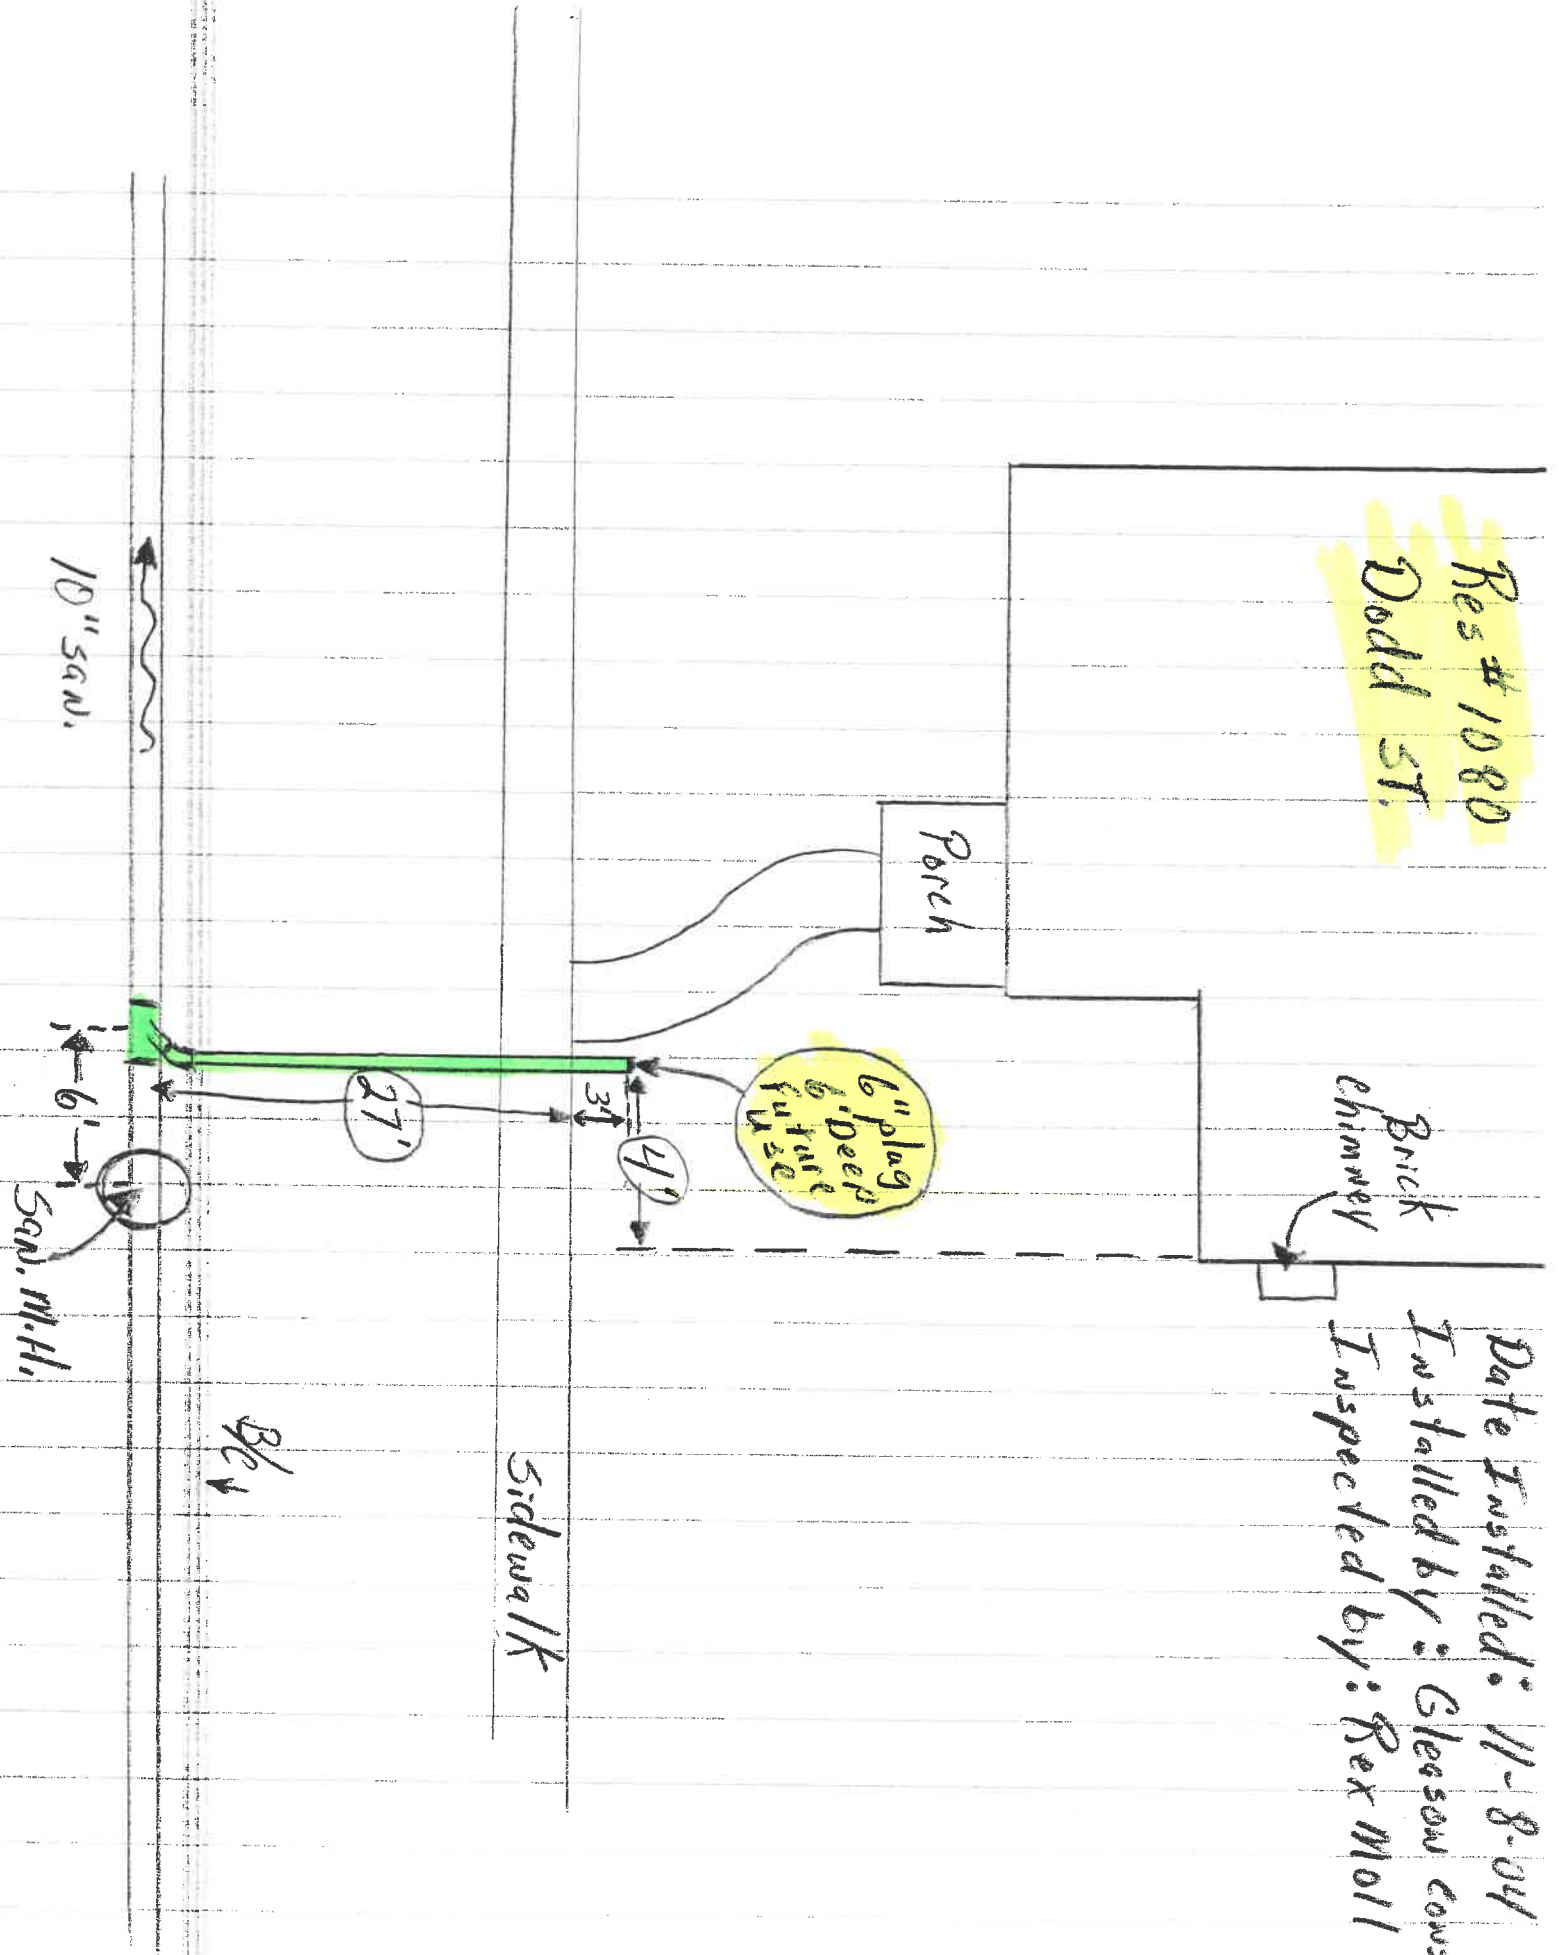 Res # 1080
Dodd ST.
Date Installed: 11-8-04
Installed by: Gleason Con
Inspected by: Rex Moll
Brick
chimney
Porch
6" plug
6' Deep
future
use
4'
3'
27'
Sidewalk
B/C
6'
10" SAN.
SAN. M.H.